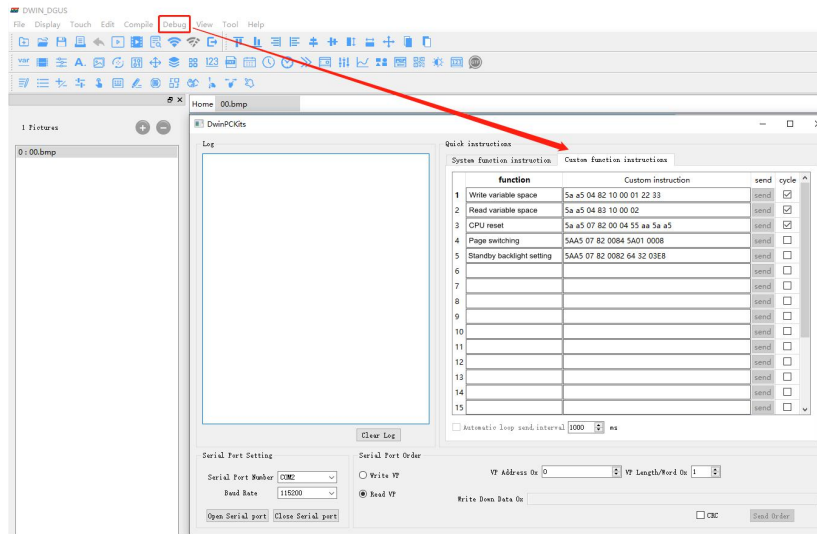 DWIN_DGUS
File Display Touch Edit Compile Debug View Tool Help
Home 00.bmp
1 Pictures
0 : 00.bmp
DwinPCKits
Log
Clear Log
Quick instructions
System function instruction Custom function instructions
function Custom instruction send cycle
1 Write variable space 5a a5 04 82 10 00 01 22 33 send
2 Read variable space 5a a5 04 83 10 00 02 send
3 CPU reset 5a a5 07 82 00 04 55 aa 5a a5 send
4 Page switching 5AA5 07 82 0084 5A01 0008 send
5 Standby backlight setting 5AA5 07 82 0082 64 32 03E8 send
6 send
7 send
8 send
9 send
10 send
11 send
12 send
13 send
14 send
15 send
Automatic loop send,interval 1000 ms
Serial Port Setting
Serial Port Number COM2
Baud Rate 115200
Open Serial port Close Serial port
Serial Port Order
Write VP
Read VP
VP Address 0x 0 VP Length/Word 0x 1
Write Down Data 0x
CRC Send Order